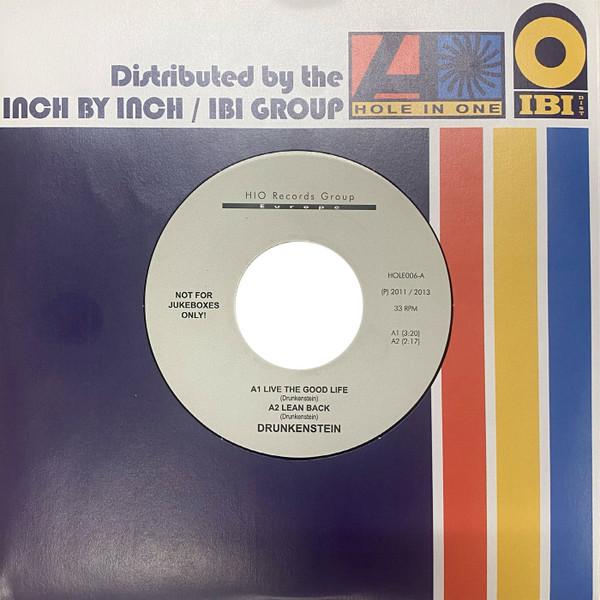 Distributed by the
INCH BY INCH / IBI GROUP
HOLE IN ONE
IBI
DIST
HIO Records Group
Europe
HOLE006-A
(P) 2011 / 2013
33 RPM
A1 (3:20)
A2 (2:17)
NOT FOR
JUKEBOXES
ONLY!
A1 LIVE THE GOOD LIFE
(Drunkenstein)
A2 LEAN BACK
(Drunkenstein)
DRUNKENSTEIN